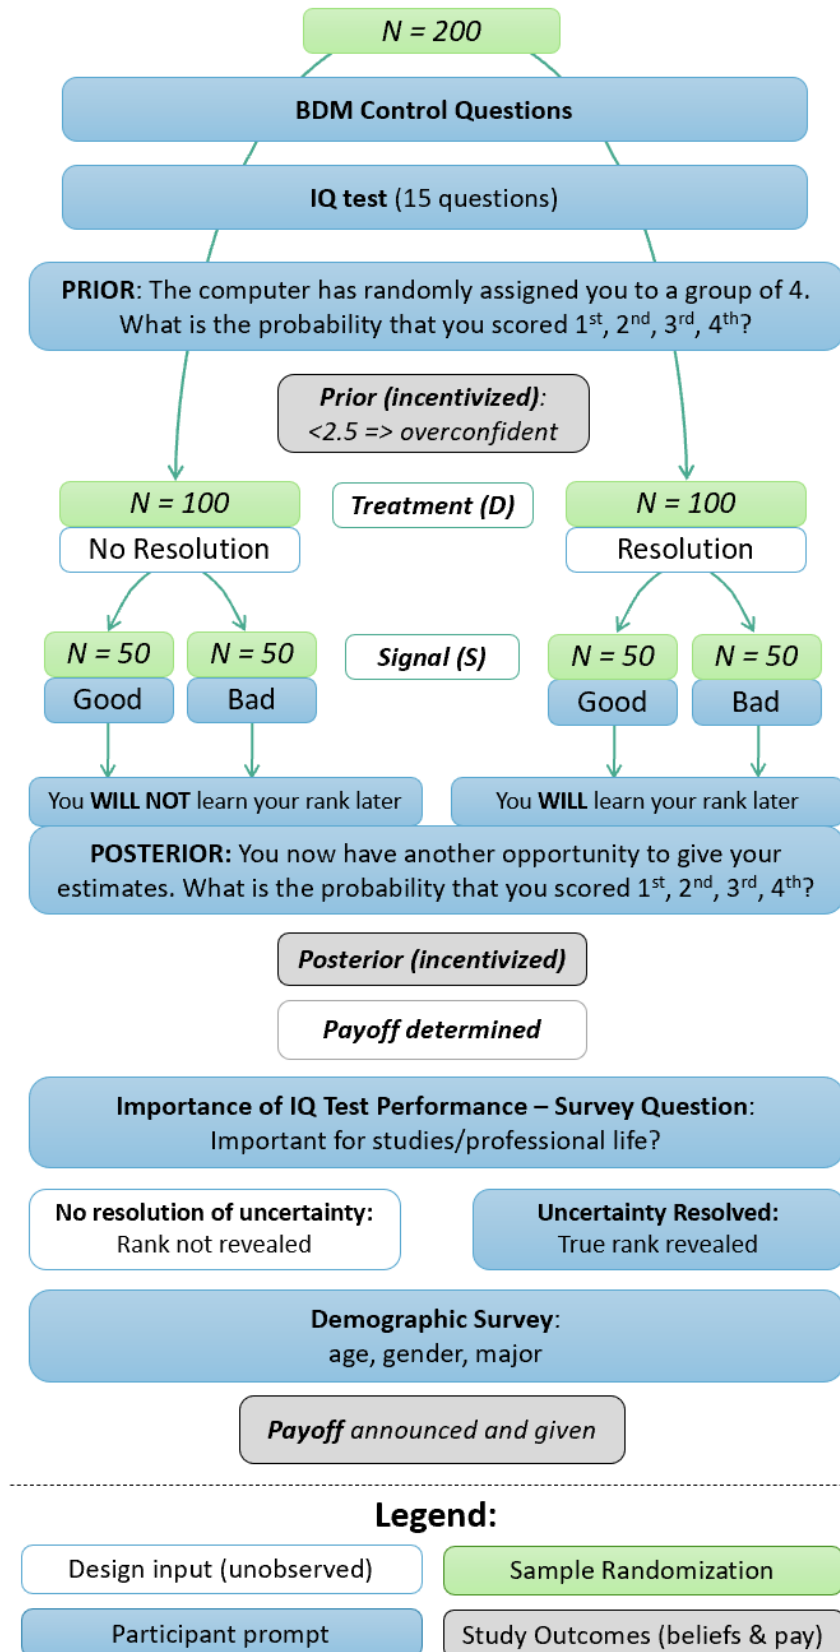 N = 200
BDM Control Questions
IQ test (15 questions)
PRIOR: The computer has randomly assigned you to a group of 4.
What is the probability that you scored 1st, 2nd, 3rd, 4th?
Prior (incentivized):
<2.5 => overconfident
N = 100
Treatment (D)
N = 100
No Resolution
Resolution
N = 50
N = 50
Signal (S)
N = 50
N = 50
Good
Bad
Good
Bad
You WILL NOT learn your rank later
You WILL learn your rank later
POSTERIOR: You now have another opportunity to give your
estimates. What is the probability that you scored 1st, 2nd, 3rd, 4th?
Posterior (incentivized)
Payoff determined
Importance of IQ Test Performance – Survey Question:
Important for studies/professional life?
No resolution of uncertainty:
Rank not revealed
Uncertainty Resolved:
True rank revealed
Demographic Survey:
age, gender, major
Payoff announced and given
Legend:
Design input (unobserved)
Sample Randomization
Participant prompt
Study Outcomes (beliefs & pay)